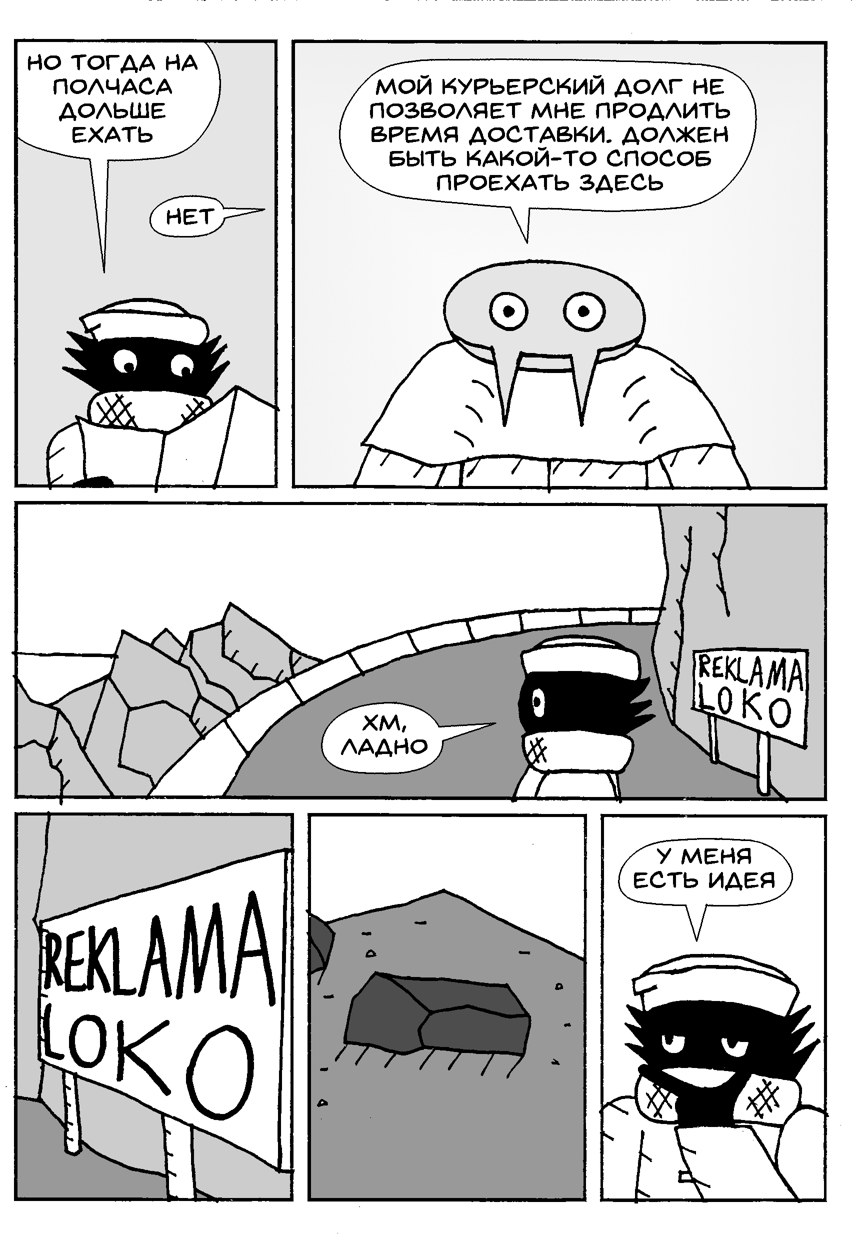 НО ТОГДА НА
ПОЛЧАСА
ДОЛЬШЕ
ЕХАТЬ
НЕТ
МОЙ КУРЬЕРСКИЙ ДОЛГ НЕ
ПОЗВОЛЯЕТ МНЕ ПРОДЛИТЬ
ВРЕМЯ ДОСТАВКИ. ДОЛЖЕН
БЫТЬ КАКОЙ-ТО СПОСОБ
ПРОЕХАТЬ ЗДЕСЬ
ХМ,
ЛАДНО
REKLAMA
LOKO
REKLAMA
LOKO
У МЕНЯ
ЕСТЬ ИДЕЯ